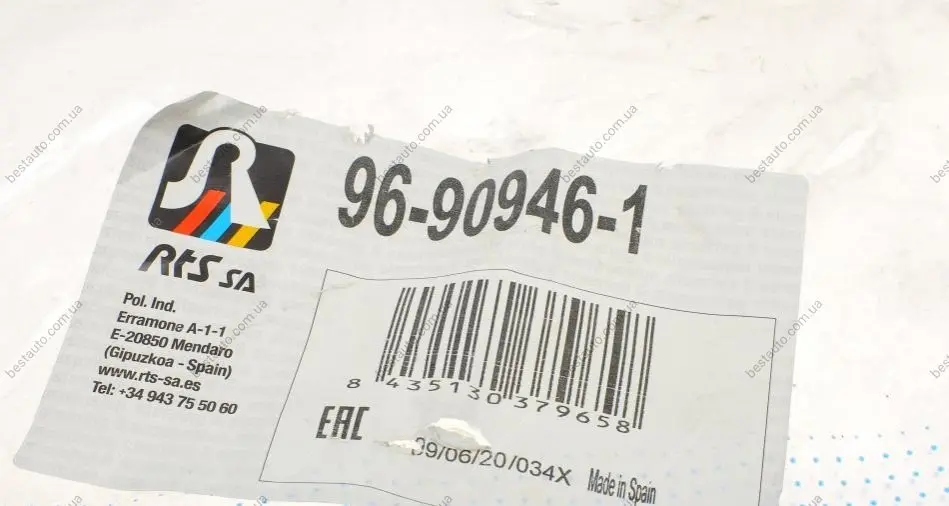 96-90946-1
RTS SA
Pol. Ind.
Erramone A-1-1
E-20850 Mendaro
(Gipuzkoa - Spain)
www.rts-sa.es
Tel: +34 943 75 50 60
8 435130 379658
EAC
09/06/20/034X
Made in Spain
bestauto.com.ua